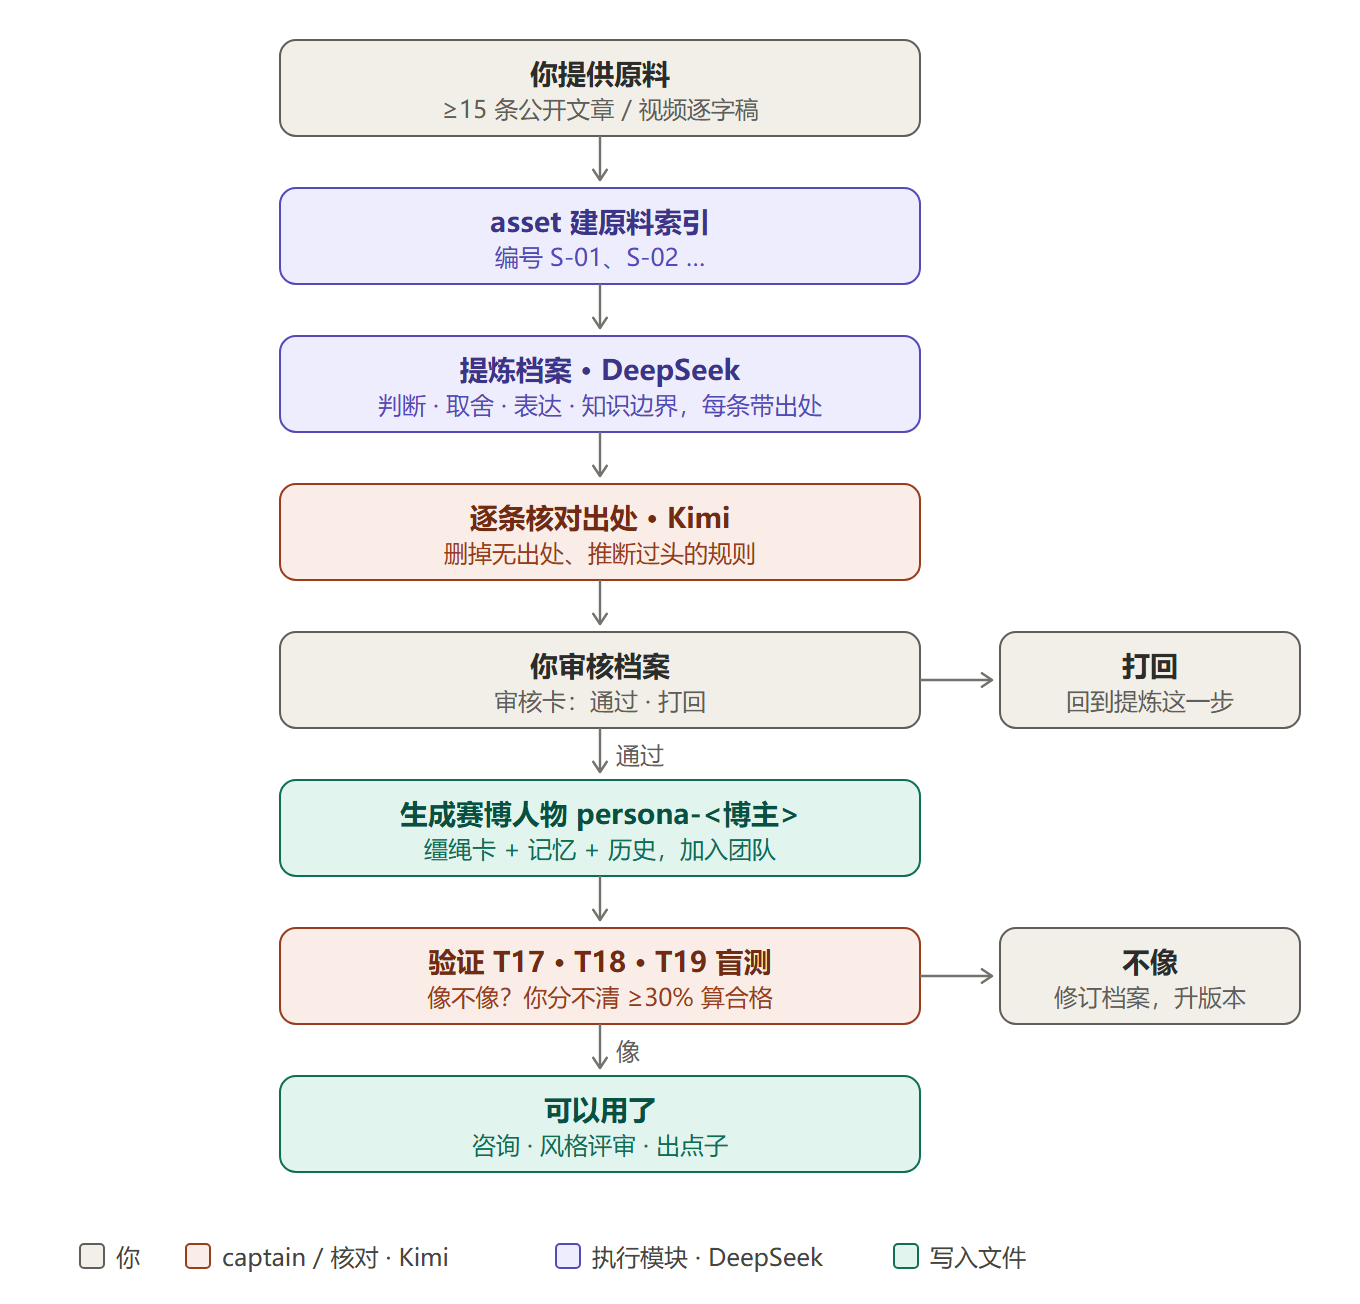 你提供原料
≥15 条公开文章 / 视频逐字稿
asset 建原料索引
编号 S-01、S-02 ...
提炼档案 · DeepSeek
判断 · 取舍 · 表达 · 知识边界，每条带出处
逐条核对出处 · Kimi
删掉无出处、推断过头的规则
你审核档案
审核卡：通过 · 打回
打回
回到提炼这一步
通过
生成赛博人物 persona-<博主>
缰绳卡 + 记忆 + 历史，加入团队
验证 T17 · T18 · T19 盲测
像不像？你分不清 ≥30% 算合格
不像
修订档案，升版本
像
可以用了
咨询 · 风格评审 · 出点子
你
captain / 核对 · Kimi
执行模块 · DeepSeek
写入文件